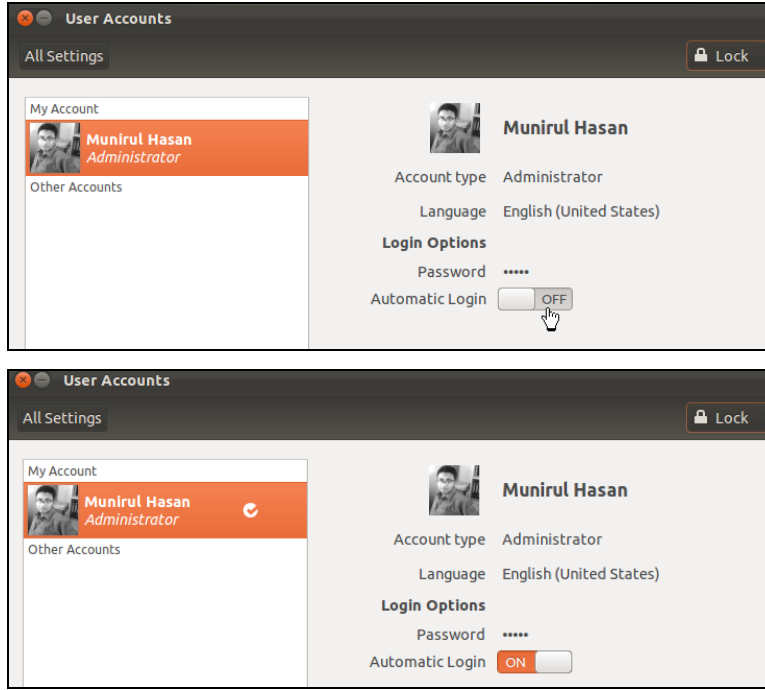 User Accounts
All Settings
Lock
My Account
Munirul Hasan
Administrator
Other Accounts
Munirul Hasan
Account type Administrator
Language English (United States)
Login Options
Password •••••
Automatic Login OFF
User Accounts
All Settings
Lock
My Account
Munirul Hasan
Administrator
Other Accounts
Munirul Hasan
Account type Administrator
Language English (United States)
Login Options
Password •••••
Automatic Login ON